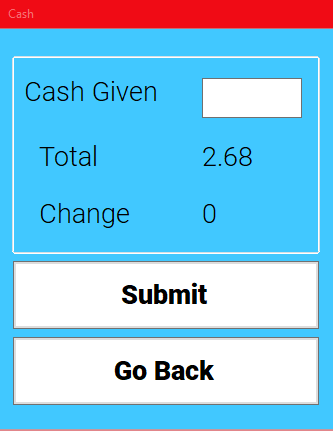 Cash
Cash Given
Total 2.68
Change 0
Submit
Go Back